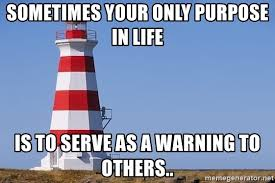 SOMETIMES YOUR ONLY PURPOSE
IN LIFE
IS TO SERVE AS A WARNING TO
OTHERS..
memegenerator.net